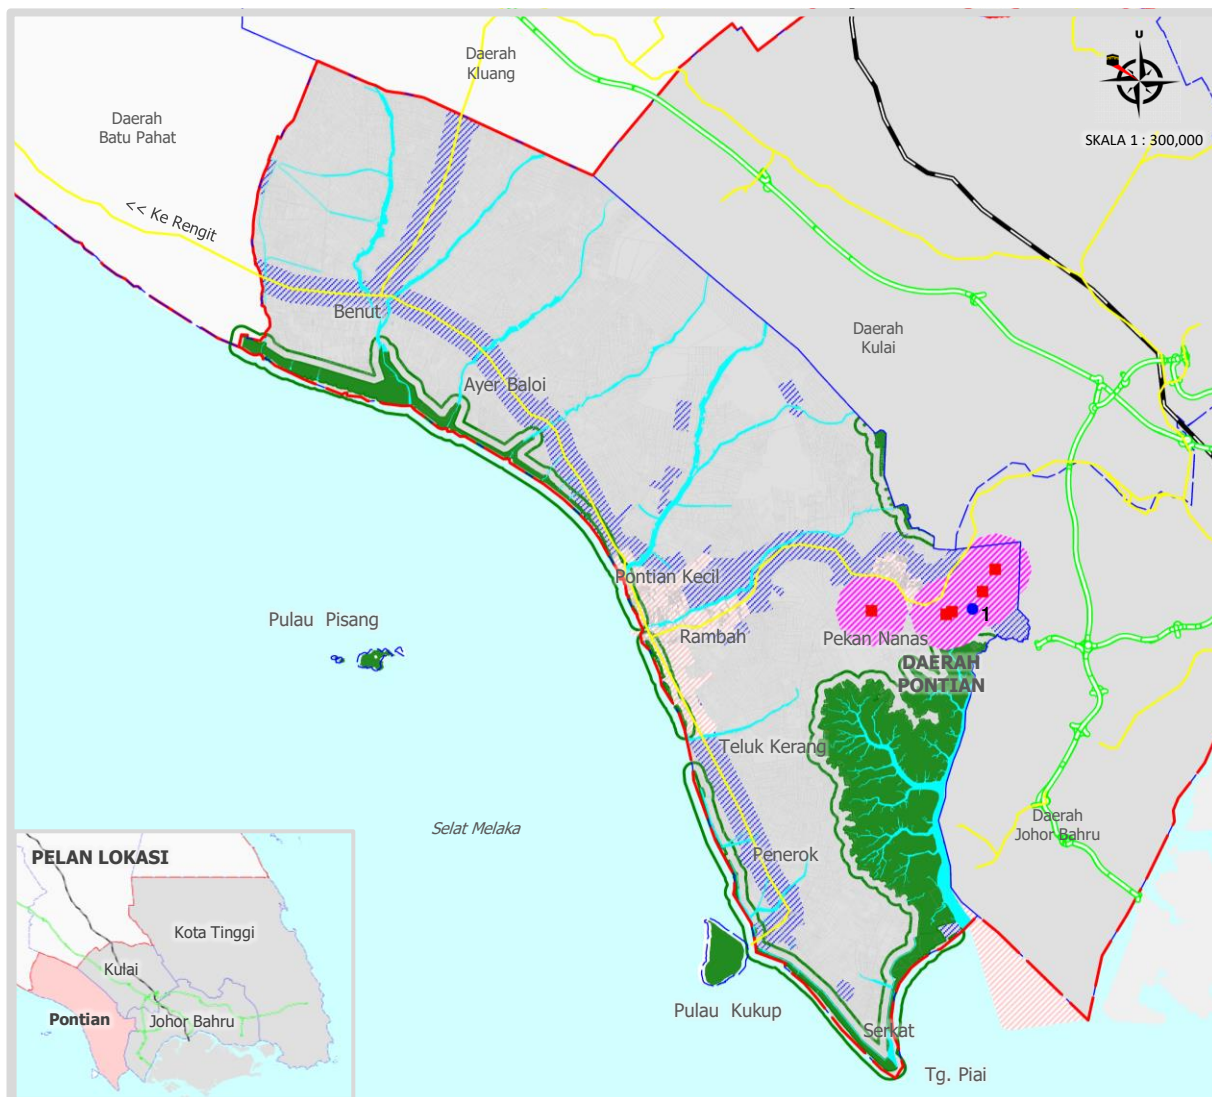 Daerah
Kluang
U
Daerah
Batu Pahat
SKALA 1 : 300,000
<< Ke Rengit
Benut
Daerah
Kulai
Ayer Baloi
Pontian Kecil
Pulau Pisang
Rambah
Pekan Nanas
1
DAERAH
PONTIAN
Teluk Kerang
Selat Melaka
Daerah
Johor Bahru
Penerok
Pulau Kukup
Serkat
Tg. Piai
PELAN LOKASI
Kota Tinggi
Kulai
Pontian
Johor Bahru